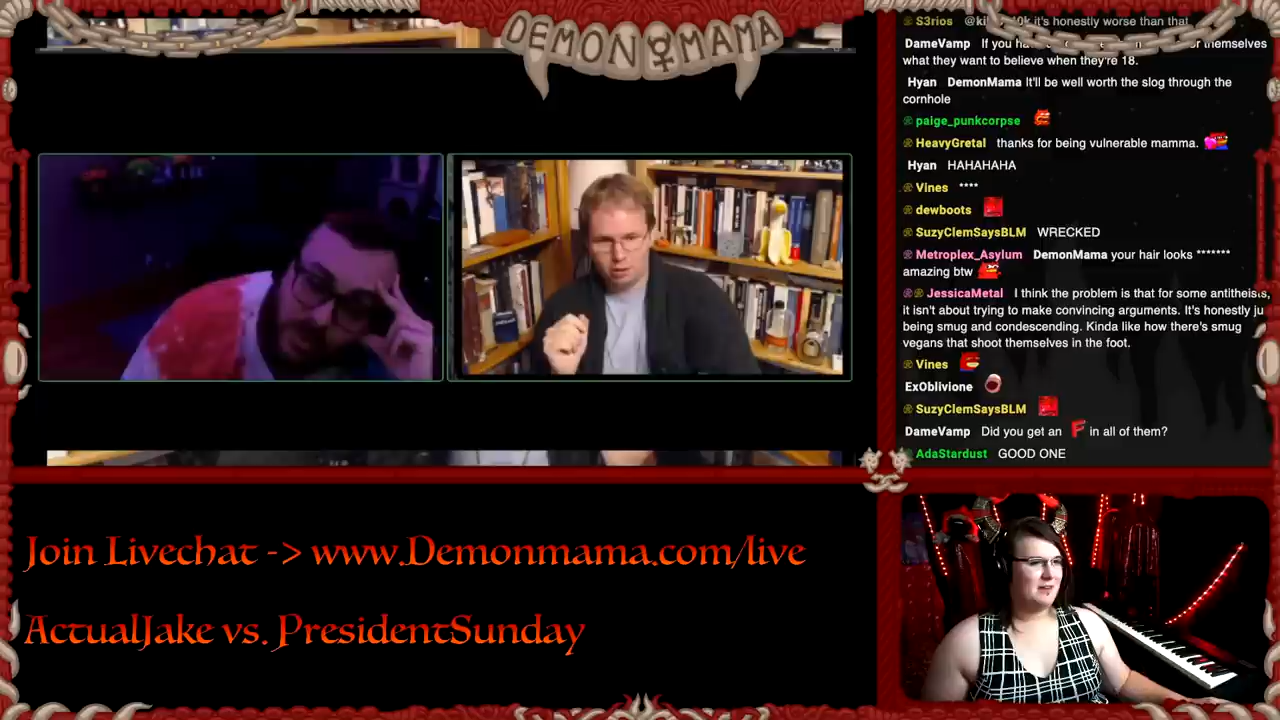 DEMON MAMA
S3rios it's honestly worse than that
DameVamp If you themselves
what they want to believe when they're 18.
Hyan DemonMama It'll be well worth the slog through the
cornhole
paige_punkcorpse
HeavyGretal thanks for being vulnerable mamma.
Hyan HAHAHAHA
Vines ****
dewboots
SuzyClemSaysBLM WRECKED
Metroplex_Asylum DemonMama your hair looks *******
amazing btw
JessicaMetal I think the problem is that for some antitheists,
it isn't about trying to make convincing arguments. It's honestly ju
being smug and condescending. Kinda like how there's smug
vegans that shoot themselves in the foot.
Vines
ExOblivione
SuzyClemSaysBLM
DameVamp Did you get an F in all of them?
AdaStardust GOOD ONE
Join Livechat -> www.Demonmama.com/live
ActualJake vs. PresidentSunday